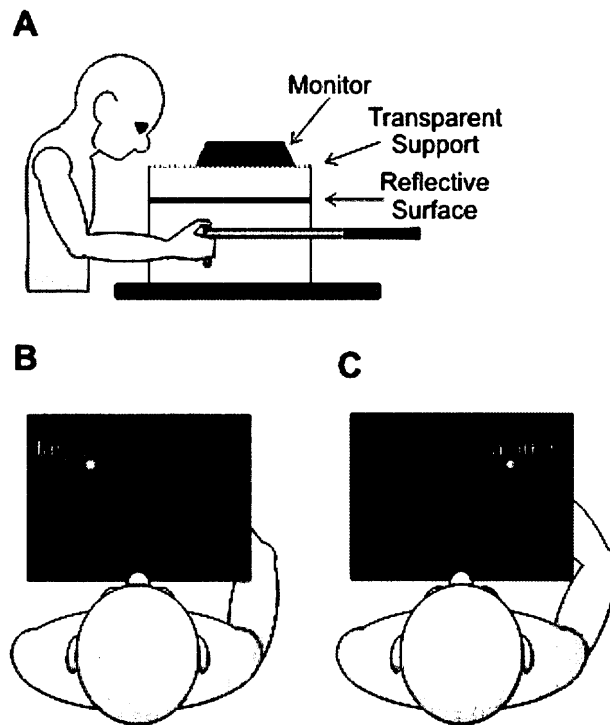 A
Monitor
Transparent
Support
Reflective
Surface
B
C